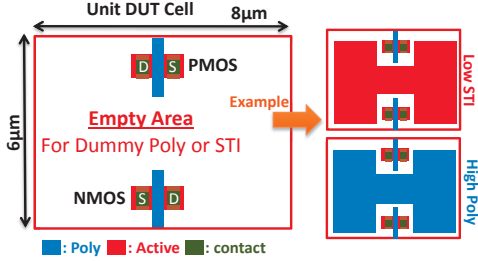 Unit DUT Cell
8μm
6μm
D S PMOS
Empty Area
For Dummy Poly or STI
NMOS S D
Example
Low STI
High Poly
: Poly : Active : contact